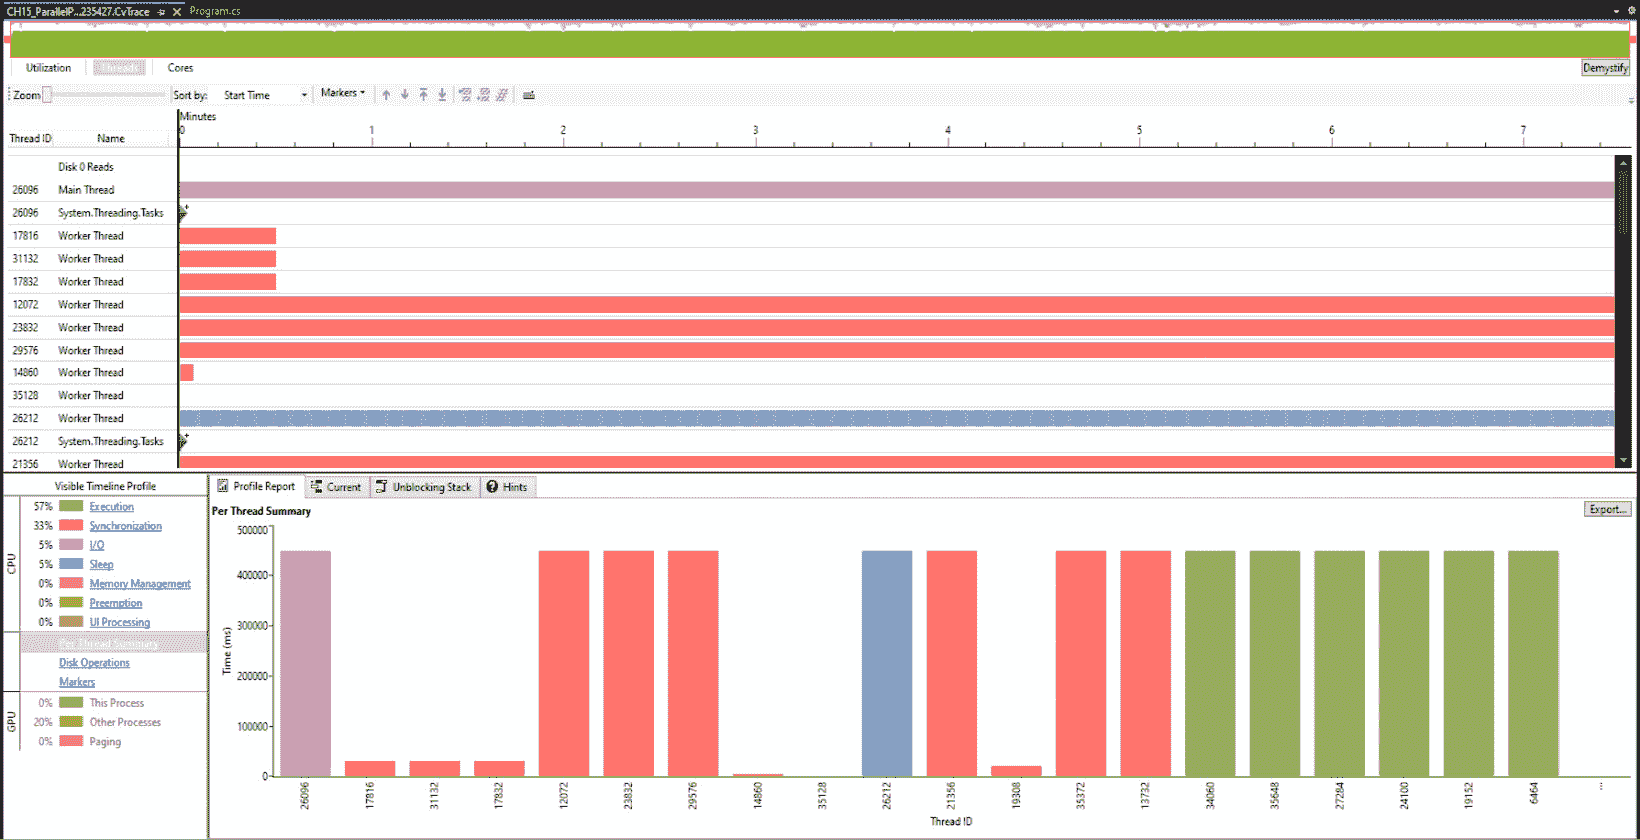 CH15_ParallelP...235427.CvTrace Program.cs
Utilization Threads Cores Demystify
Zoom Sort by: Start Time Markers
Minutes
0 1 2 3 4 5 6 7
Thread ID Name
Disk 0 Reads
26096 Main Thread
26096 System.Threading.Tasks
17816 Worker Thread
31132 Worker Thread
17832 Worker Thread
12072 Worker Thread
23832 Worker Thread
29576 Worker Thread
14860 Worker Thread
35128 Worker Thread
26212 Worker Thread
26212 System.Threading.Tasks
21356 Worker Thread
Visible Timeline Profile
CPU
57% Execution
33% Synchronization
5% I/O
5% Sleep
0% Memory Management
0% Preemption
0% UI Processing
Per Thread Summary
Disk Operations
Markers
GPU
0% This Process
20% Other Processes
0% Paging
Profile Report Current Unblocking Stack Hints
Per Thread Summary Export...
Time (ms)
500000
400000
300000
200000
100000
0
26096 17816 31132 17832 12072 23832 29576 14860 35128 26212 21356 19308 35372 13732 34060 35648 27284 24100 19152 6464 ...
Thread ID